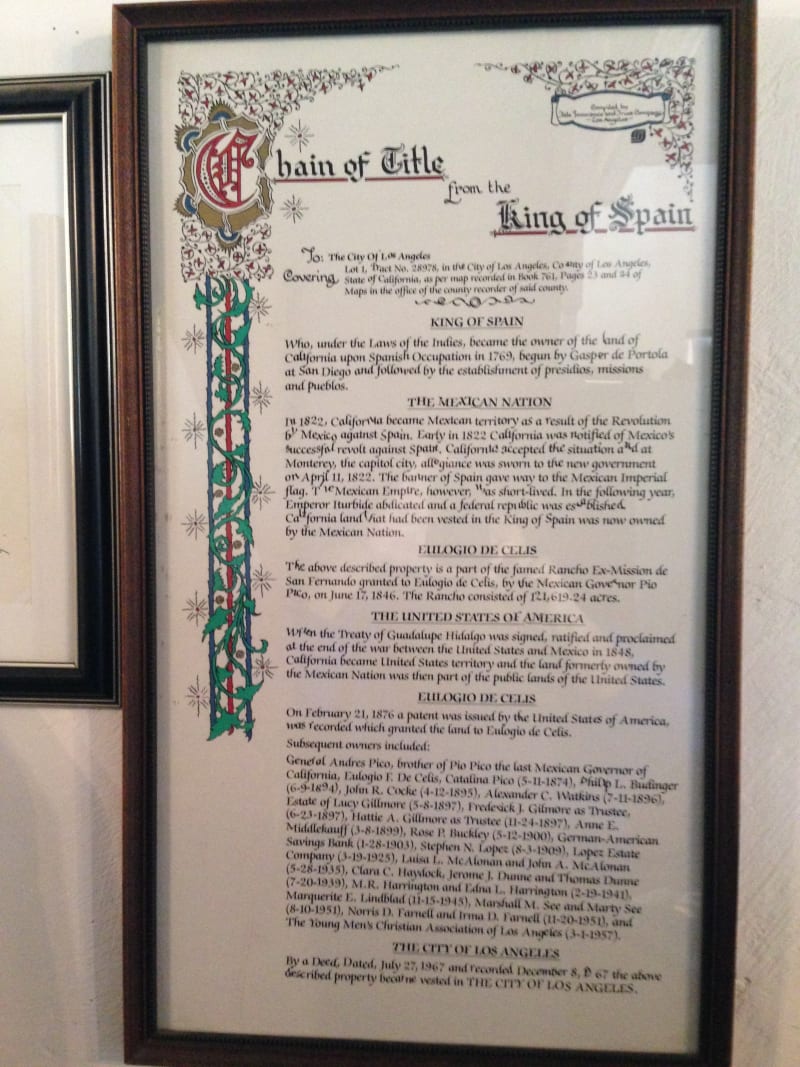 Compiled by
Title Insurance and Trust Company
Los Angeles
Chain of Title
from the
King of Spain
To: The City Of Los Angeles
Covering Lot 1, Tract No. 28978, in the City of Los Angeles, County of Los Angeles,
State of California, as per map recorded in Book 761, Pages 23 and 24 of
Maps in the office of the county recorder of said county.
KING OF SPAIN
Who, under the Laws of the Indies, became the owner of the land of
California upon Spanish Occupation in 1769, begun by Gasper de Portola
at San Diego and followed by the establishment of presidios, missions
and pueblos.
THE MEXICAN NATION
In 1822, California became Mexican territory as a result of the Revolution
by Mexico against Spain. Early in 1822 California was notified of Mexico's
successful revolt against Spain. California accepted the situation and at
Monterey, the capitol city, allegiance was sworn to the new government
on April 11, 1822. The banner of Spain gave way to the Mexican Imperial
flag. The Mexican Empire, however, was short-lived. In the following year,
Emperor Iturbide abdicated and a federal republic was established.
California land that had been vested in the King of Spain was now owned
by the Mexican Nation.
EULOGIO DE CELIS
The above described property is a part of the famed Rancho Ex-Mission de
San Fernando granted to Eulogio de Celis, by the Mexican Governor Pio
Pico, on June 17, 1846. The Rancho consisted of 121,619.24 acres.
THE UNITED STATES OF AMERICA
When the Treaty of Guadalupe Hidalgo was signed, ratified and proclaimed
at the end of the war between the United States and Mexico in 1848,
California became United States territory and the land formerly owned by
the Mexican Nation was then part of the public lands of the United States.
EULOGIO DE CELIS
On February 21, 1876 a patent was issued by the United States of America,
was recorded which granted the land to Eulogio de Celis.
Subsequent owners included:
General Andres Pico, brother of Pio Pico the last Mexican Governor of
California, Eulogio F. De Celis, Catalina Pico (5-11-1874), Philip L. Budinger
(6-9-1894), John R. Cocke (4-12-1895), Alexander C. Watkins (7-11-1896),
Estate of Lucy Gillmore (5-8-1897), Frederick J. Gilmore as Trustee,
(6-23-1897), Hattie A. Gillmore as Trustee (11-24-1897), Anne E.
Middlekauff (3-8-1899), Rose P. Buckley (5-12-1900), German-American
Savings Bank (1-28-1903), Stephen N. Lopez (8-3-1909), Lopez Estate
Company (3-19-1925), Luisa L. McAlonan and John A. McAlonan
(5-28-1935), Clara C. Haydock, Jerome J. Dunne and Thomas Dunne
(7-20-1939), M.R. Harrington and Edna L. Harrington (2-19-1941),
Marguerite E. Lindblad (11-15-1945), Marshall M. See and Marty See
(8-10-1951), Norris D. Farnell and Irma D. Farnell (11-20-1951), and
The Young Men's Christian Association of Los Angeles (3-1-1957).
THE CITY OF LOS ANGELES
By a Deed, Dated, July 27, 1967 and recorded December 8, 67 the above
described property became vested in THE CITY OF LOS ANGELES.